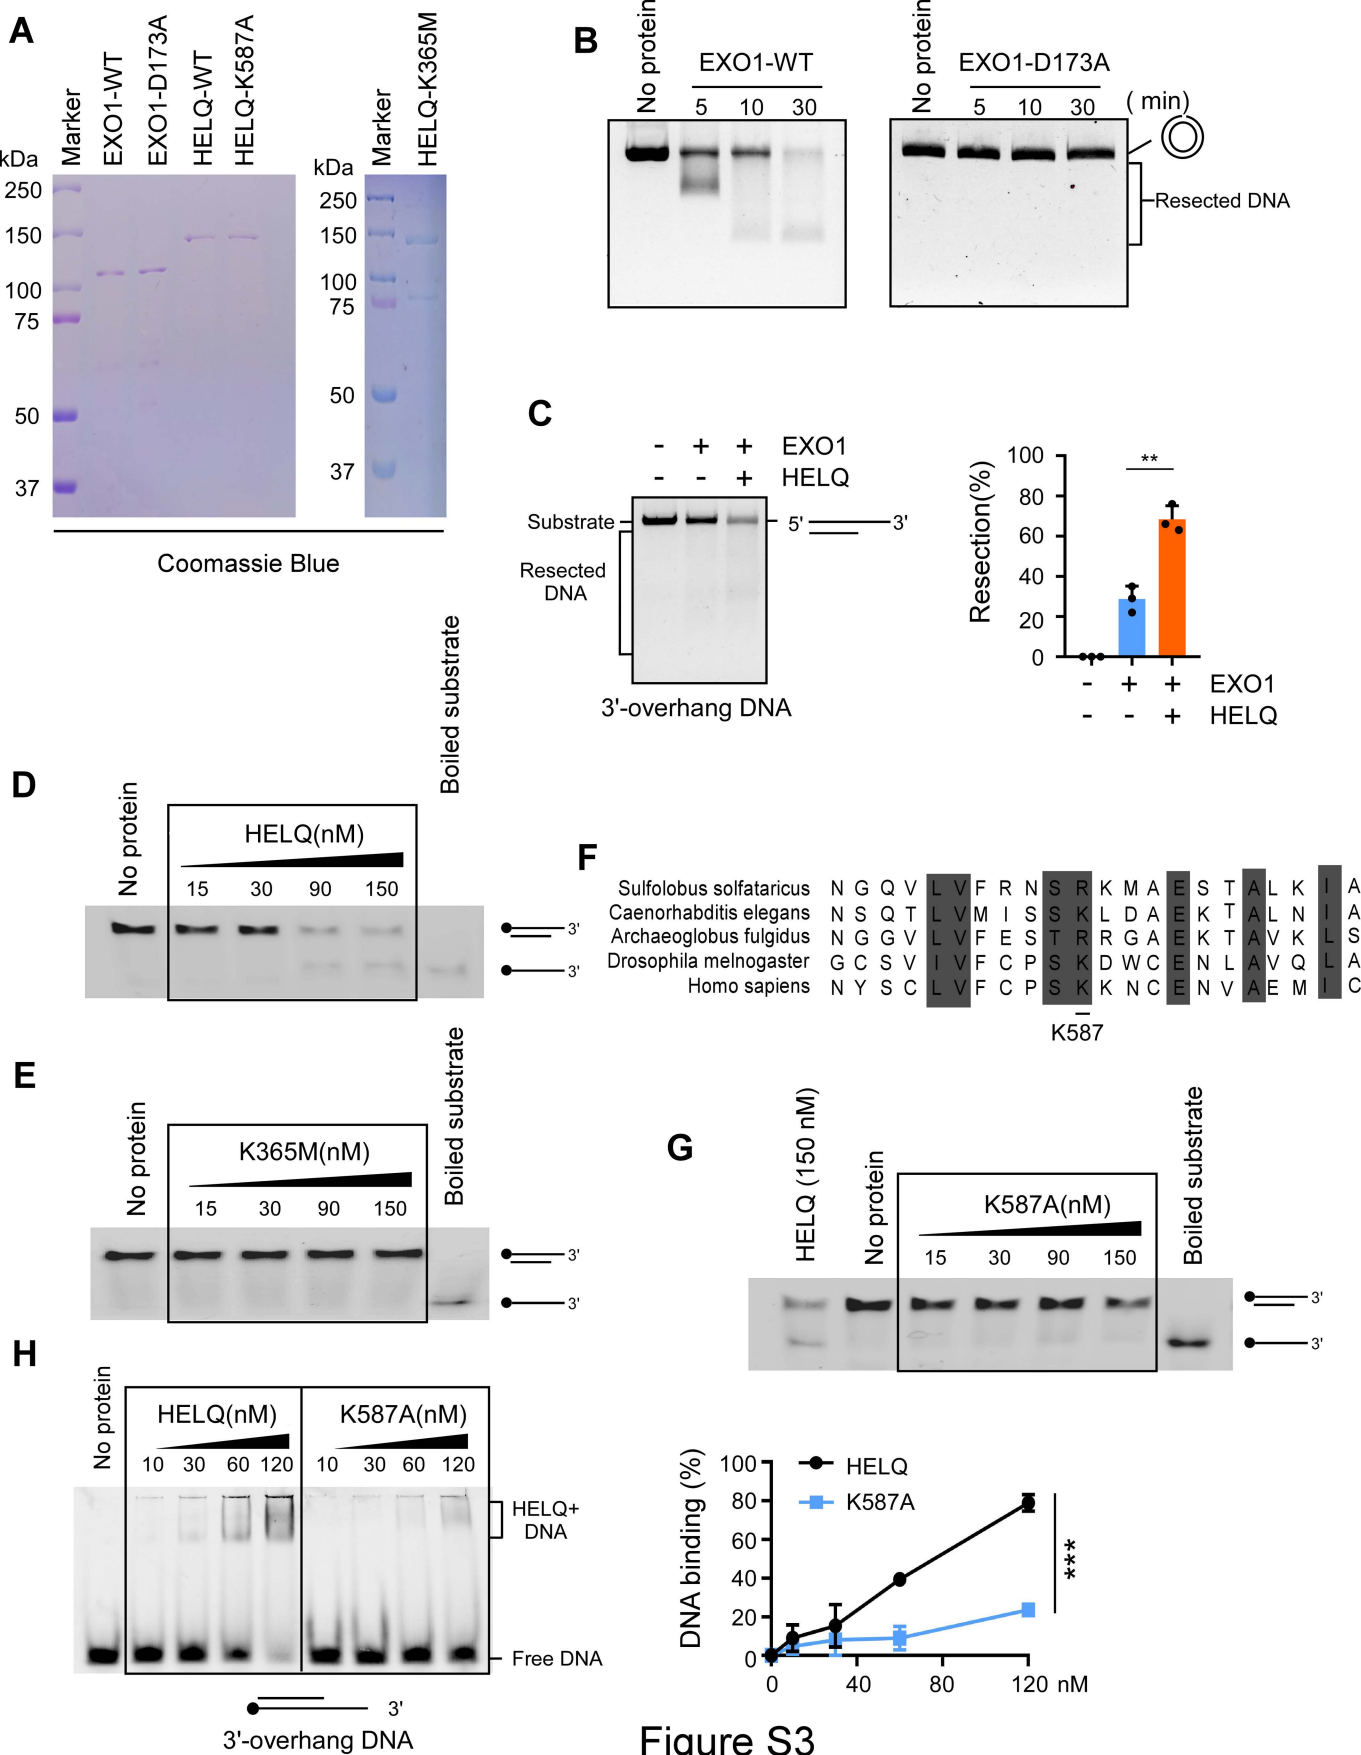 A
Marker
EXO1-WT
EXO1-D173A
HELQ-WT
HELQ-K587A
kDa
250
150
100
75
50
37
Marker
HELQ-K365M
kDa
250
150
100
75
50
37
Coomassie Blue
B
No protein
EXO1-WT
5 10 30
No protein
EXO1-D173A
5 10 30
( min)
Resected DNA
C
- + + EXO1
- - + HELQ
Substrate
5' 3'
Resected
DNA
3'-overhang DNA
Resection(%)
100
80
60
40
20
0
**
- + + EXO1
- - + HELQ
D
No protein
HELQ(nM)
15 30 90 150
Boiled substrate
3'
3'
E
No protein
K365M(nM)
15 30 90 150
Boiled substrate
3'
3'
F
Sulfolobus solfataricus N G Q V L V F R N S R K M A E S T A L K I A
Caenorhabditis elegans N S Q T L V M I S S K L D A E K T A L N I A
Archaeoglobus fulgidus N G G V L V F E S T R R G A E K T A V K L S
Drosophila melnogaster G C S V I V F C P S K D W C E N L A V Q L A
Homo sapiens N Y S C L V F C P S K K N C E N V A E M I C
K587
G
HELQ (150 nM)
No protein
K587A(nM)
15 30 90 150
Boiled substrate
3'
3'
H
No protein
HELQ(nM)
10 30 60 120
K587A(nM)
10 30 60 120
HELQ+
DNA
Free DNA
3'
3'-overhang DNA
DNA binding (%)
100
80
60
40
20
0
HELQ
K587A
***
0 40 80 120 nM
Figure S3